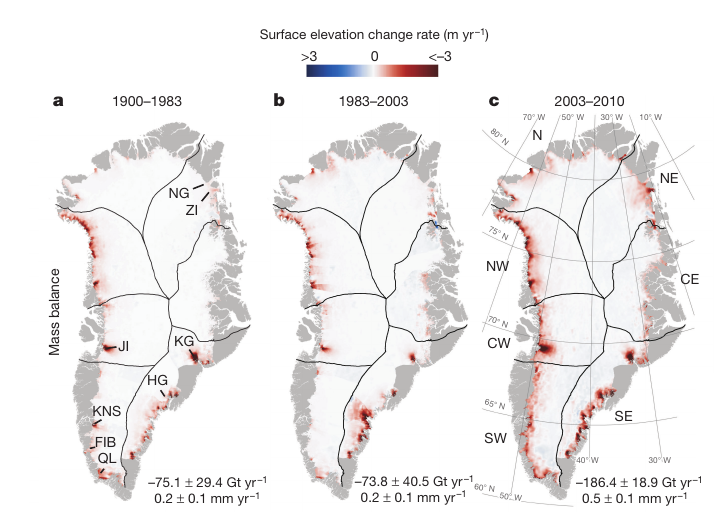 Surface elevation change rate (m yr⁻¹)
>3 0 <–3
a 1900–1983
b 1983–2003
c 2003–2010
70° W 50° W 30° W 10° W
80° N
N
NG
ZI
NE
75° N
NW
CE
Mass balance
70° N
JI
KG
CW
HG
65° N
KNS
SE
FIB
SW
QL
40° W 30° W
60° N 50° W
–75.1 ± 29.4 Gt yr⁻¹
0.2 ± 0.1 mm yr⁻¹
–73.8 ± 40.5 Gt yr⁻¹
0.2 ± 0.1 mm yr⁻¹
–186.4 ± 18.9 Gt yr⁻¹
0.5 ± 0.1 mm yr⁻¹